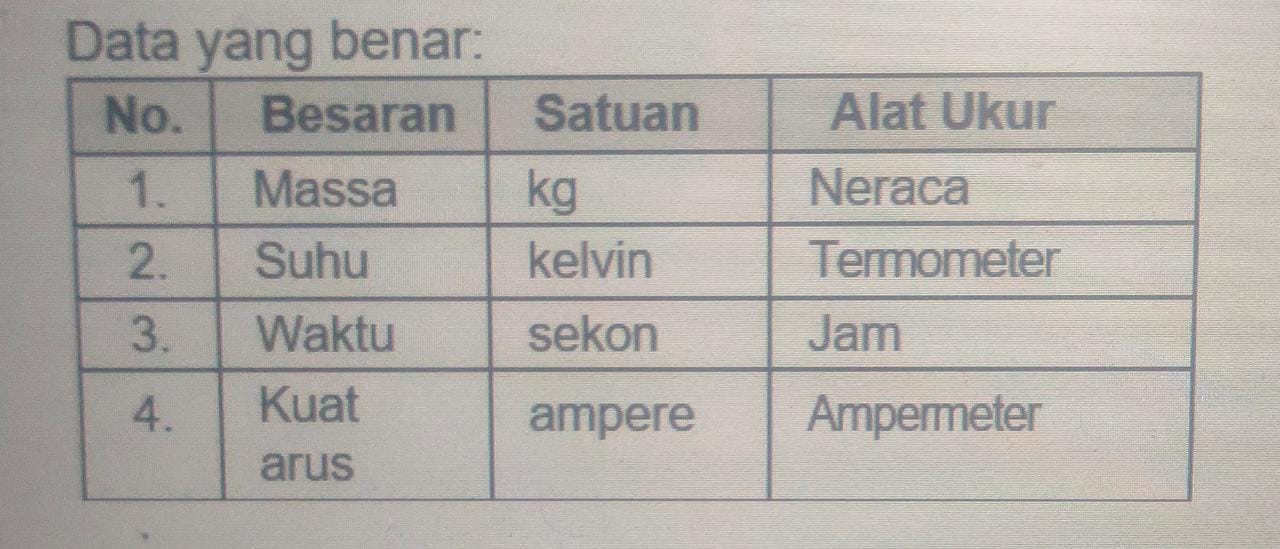 Data yang benar:
No. Besaran Satuan Alat Ukur
1. Massa kg Neraca
2. Suhu kelvin Termometer
3. Waktu sekon Jam
4. Kuat arus ampere Ampermeter